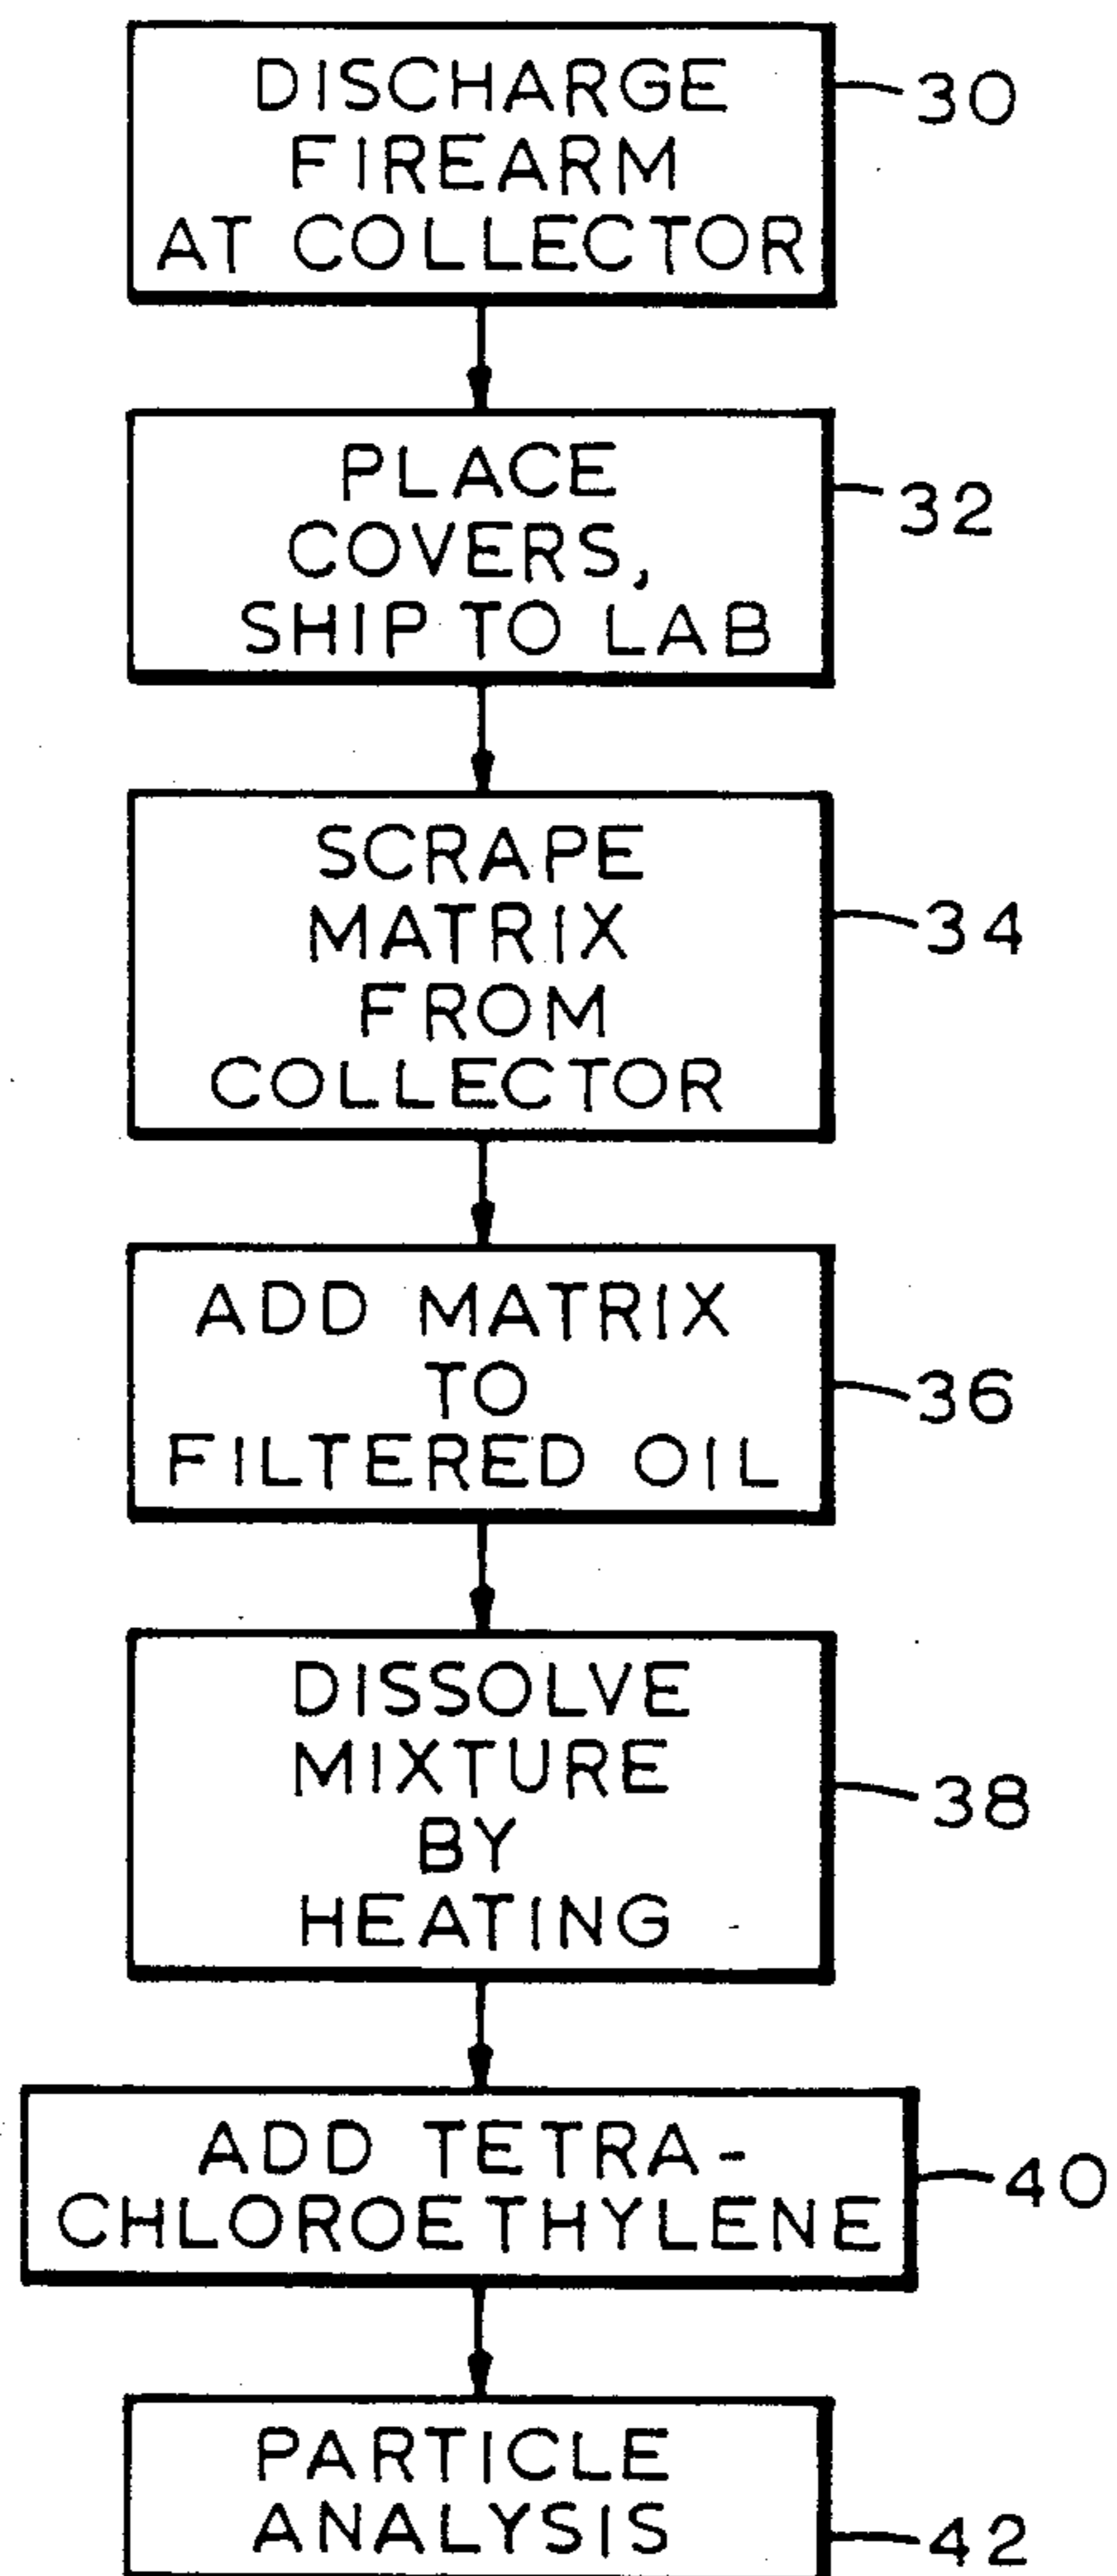 DISCHARGE
FIREARM
AT COLLECTOR
30
PLACE
COVERS,
SHIP TO LAB
32
SCRAPE
MATRIX
FROM
COLLECTOR
34
ADD MATRIX
TO
FILTERED OIL
36
DISSOLVE
MIXTURE
BY
HEATING
38
ADD TETRA-
CHLOROETHYLENE
40
PARTICLE
ANALYSIS
42